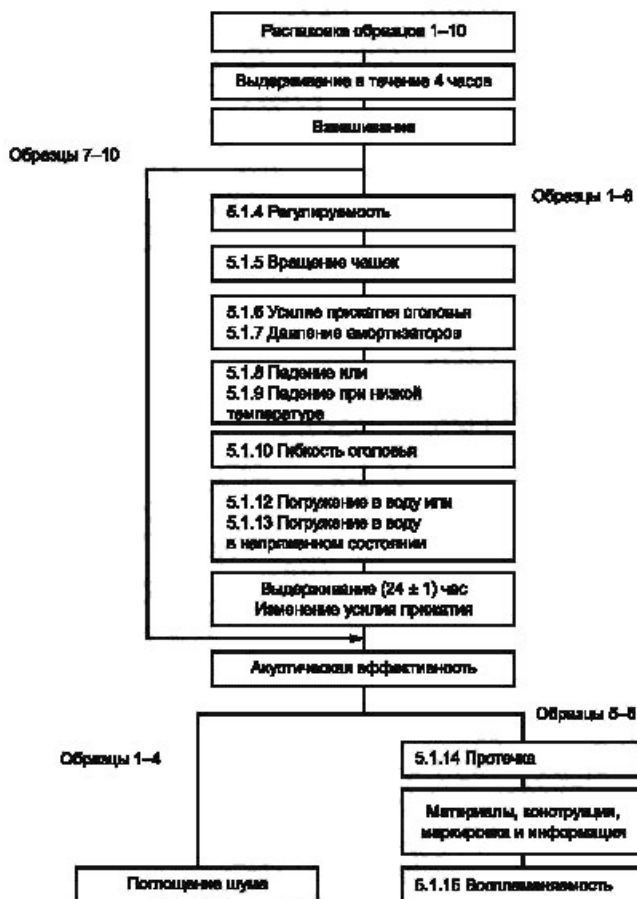 Распаковка образцов 1–10
Выдерживание в течение 4 часов
Взвешивание
Образцы 7–10
Образцы 1–6
5.1.4 Регулируемость
5.1.5 Вращение чашек
5.1.6 Усилие прижатия оголовья
5.1.7 Давление амортизаторов
5.1.8 Падение или
5.1.9 Падение при низкой
температуре
5.1.10 Гибкость оголовья
5.1.12 Погружение в воду или
5.1.13 Погружение в воду
в напряженном состоянии
Выдерживание (24 ± 1) час
Изменение усилия прижатия
Акустическая эффективность
Образцы 1–4
Образцы 5–6
5.1.14 Протечка
Материалы, конструкция,
маркировка и информация
Поглощение шума
5.1.15 Воспламеняемость